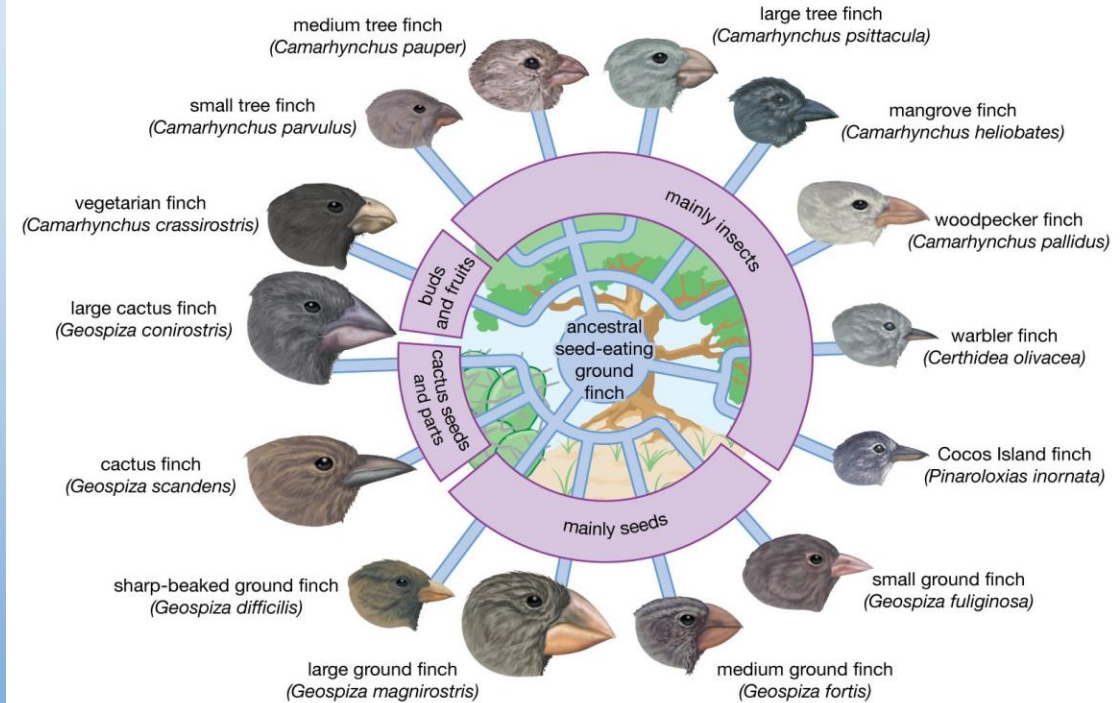 medium tree finch
(Camarhynchus pauper)
large tree finch
(Camarhynchus psittacula)
small tree finch
(Camarhynchus parvulus)
mangrove finch
(Camarhynchus heliobates)
vegetarian finch
(Camarhynchus crassirostris)
woodpecker finch
(Camarhynchus pallidus)
large cactus finch
(Geospiza conirostris)
warbler finch
(Certhidea olivacea)
cactus finch
(Geospiza scandens)
Cocos Island finch
(Pinaroloxias inornata)
sharp-beaked ground finch
(Geospiza difficilis)
small ground finch
(Geospiza fuliginosa)
large ground finch
(Geospiza magnirostris)
medium ground finch
(Geospiza fortis)
mainly insects
buds
and fruits
cactus seeds
and parts
mainly seeds
ancestral
seed-eating
ground
finch